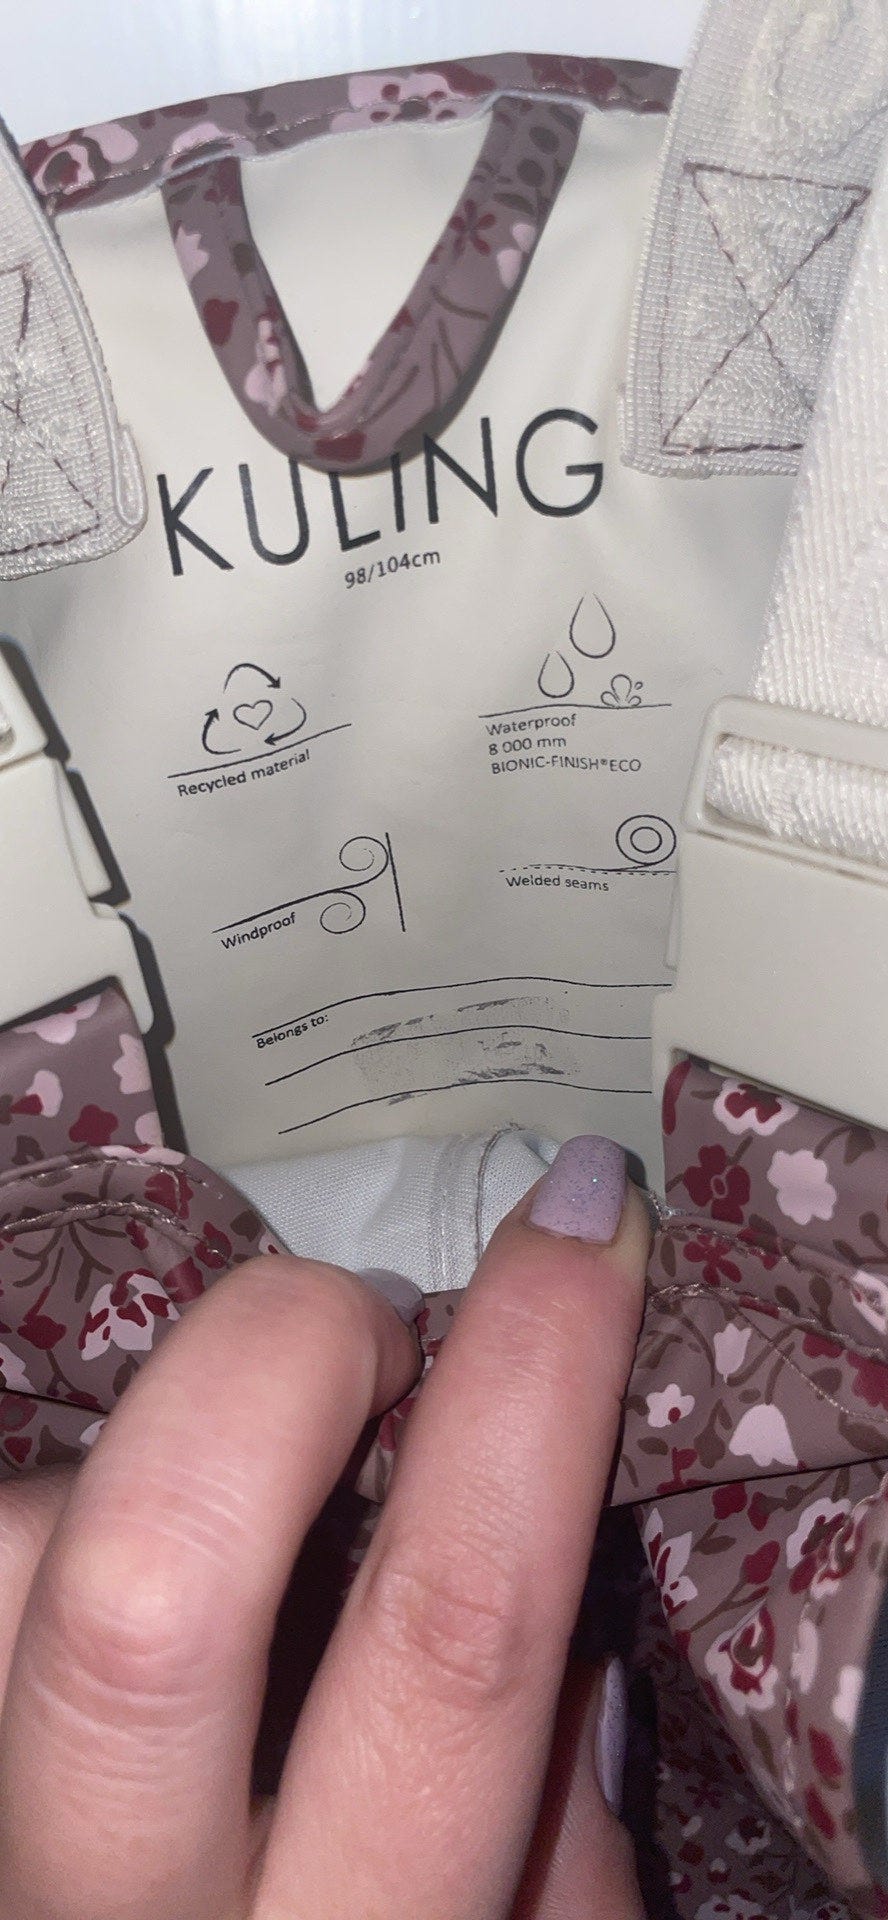 KULING
98/104cm
Recycled material
Waterproof
8 000 mm
BIONIC-FINISH®ECO
Windproof
Welded seams
Belongs to: